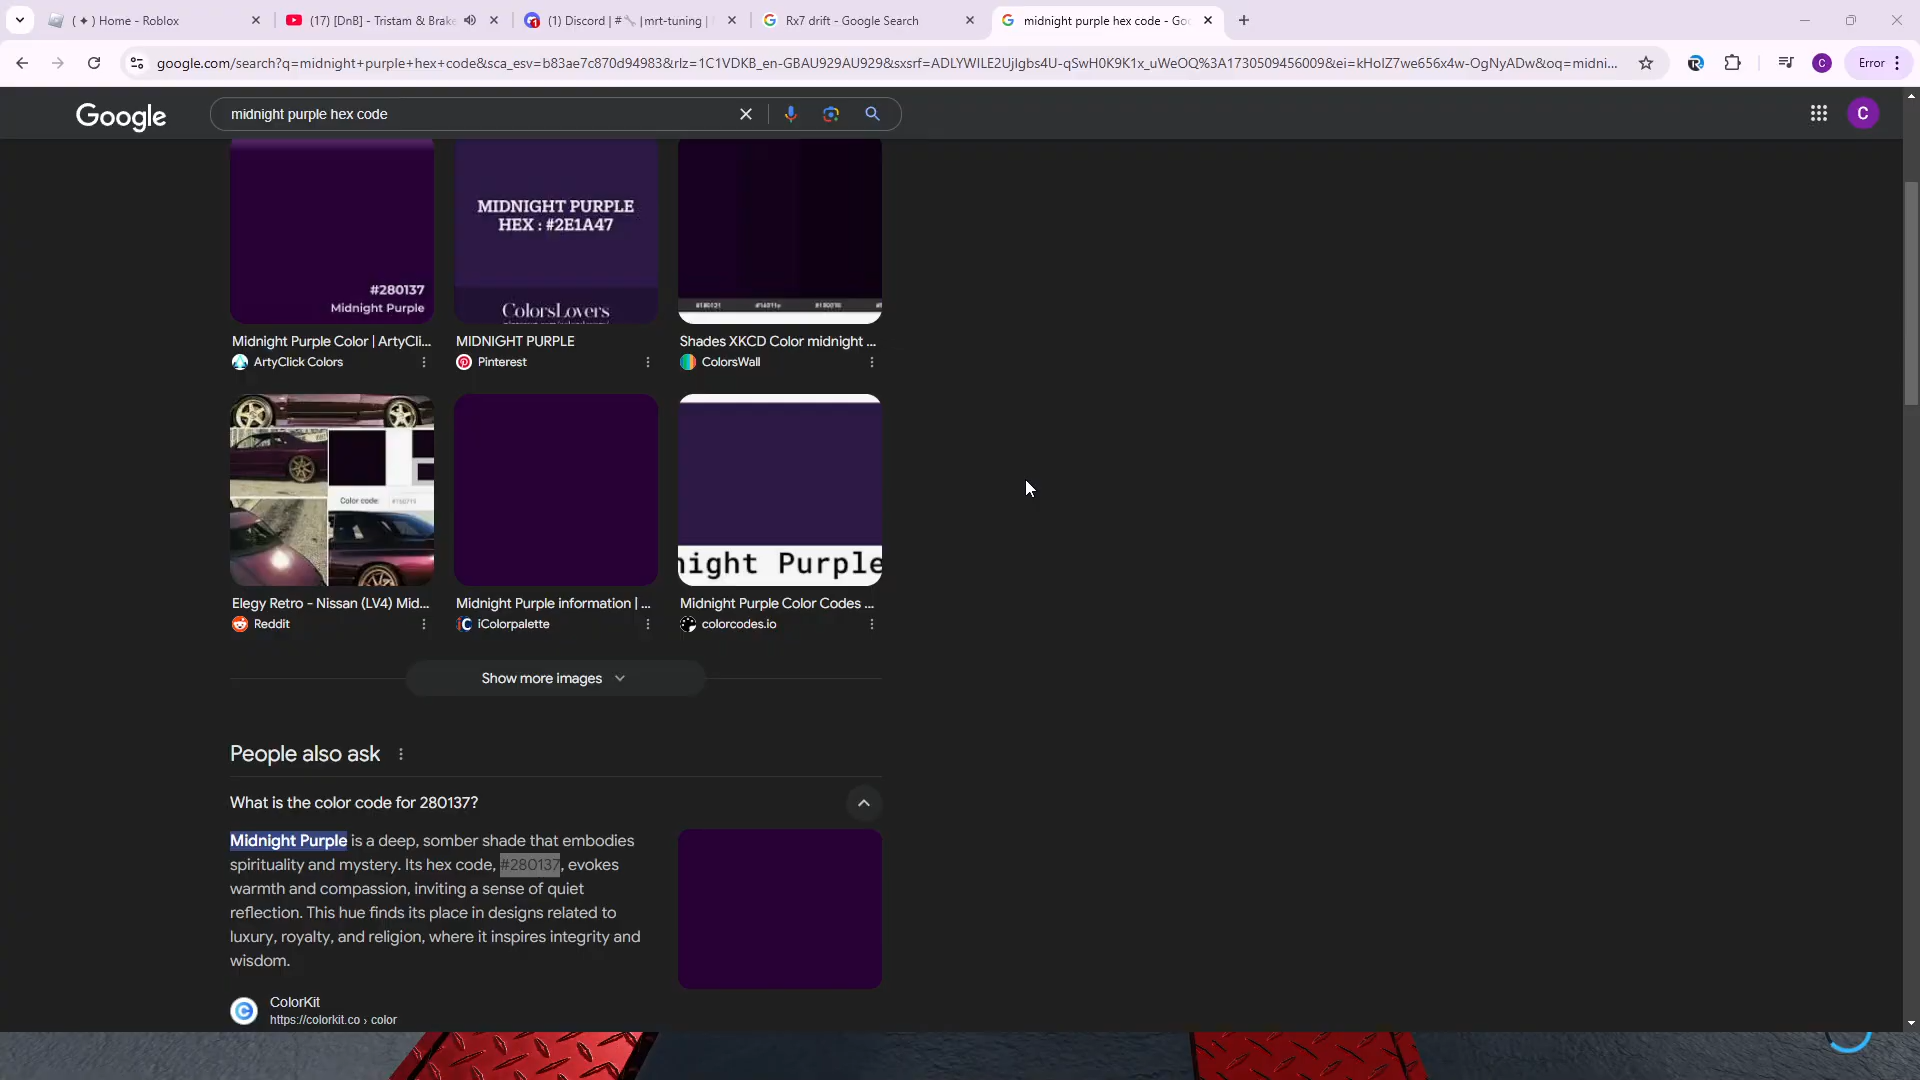 ( ✦ ) Home - Roblox
(17) [DnB] - Tristam & Brake
(1) Discord | #🔧 | mrt-tuning |
Rx7 drift - Google Search
midnight purple hex code - Goo
google.com/search?q=midnight+purple+hex+code&sca_esv=b83ae7c870d94983&rlz=1C1VDKB_en-GBAU929AU929&sxsrf=ADLYWILE2UjIgbs4U-qSwH0K9K1x_uWeOQ%3A1730509456009&ei=kHolZ7we656x4w-OgNyADw&oq=midni...
Error
Google
midnight purple hex code
C
#280137
Midnight Purple
MIDNIGHT PURPLE
HEX : #2E1A47
ColorsLovers
Midnight Purple Color | ArtyCli...
ArtyClick Colors
MIDNIGHT PURPLE
Pinterest
Shades XKCD Color midnight ...
ColorsWall
Color code:
night Purple
Elegy Retro - Nissan (LV4) Mid...
Reddit
Midnight Purple information | ...
iColorpalette
Midnight Purple Color Codes ...
colorcodes.io
Show more images
People also ask
What is the color code for 280137?
Midnight Purple is a deep, somber shade that embodies
spirituality and mystery. Its hex code, #280137, evokes
warmth and compassion, inviting a sense of quiet
reflection. This hue finds its place in designs related to
luxury, royalty, and religion, where it inspires integrity and
wisdom.
ColorKit
https://colorkit.co › color